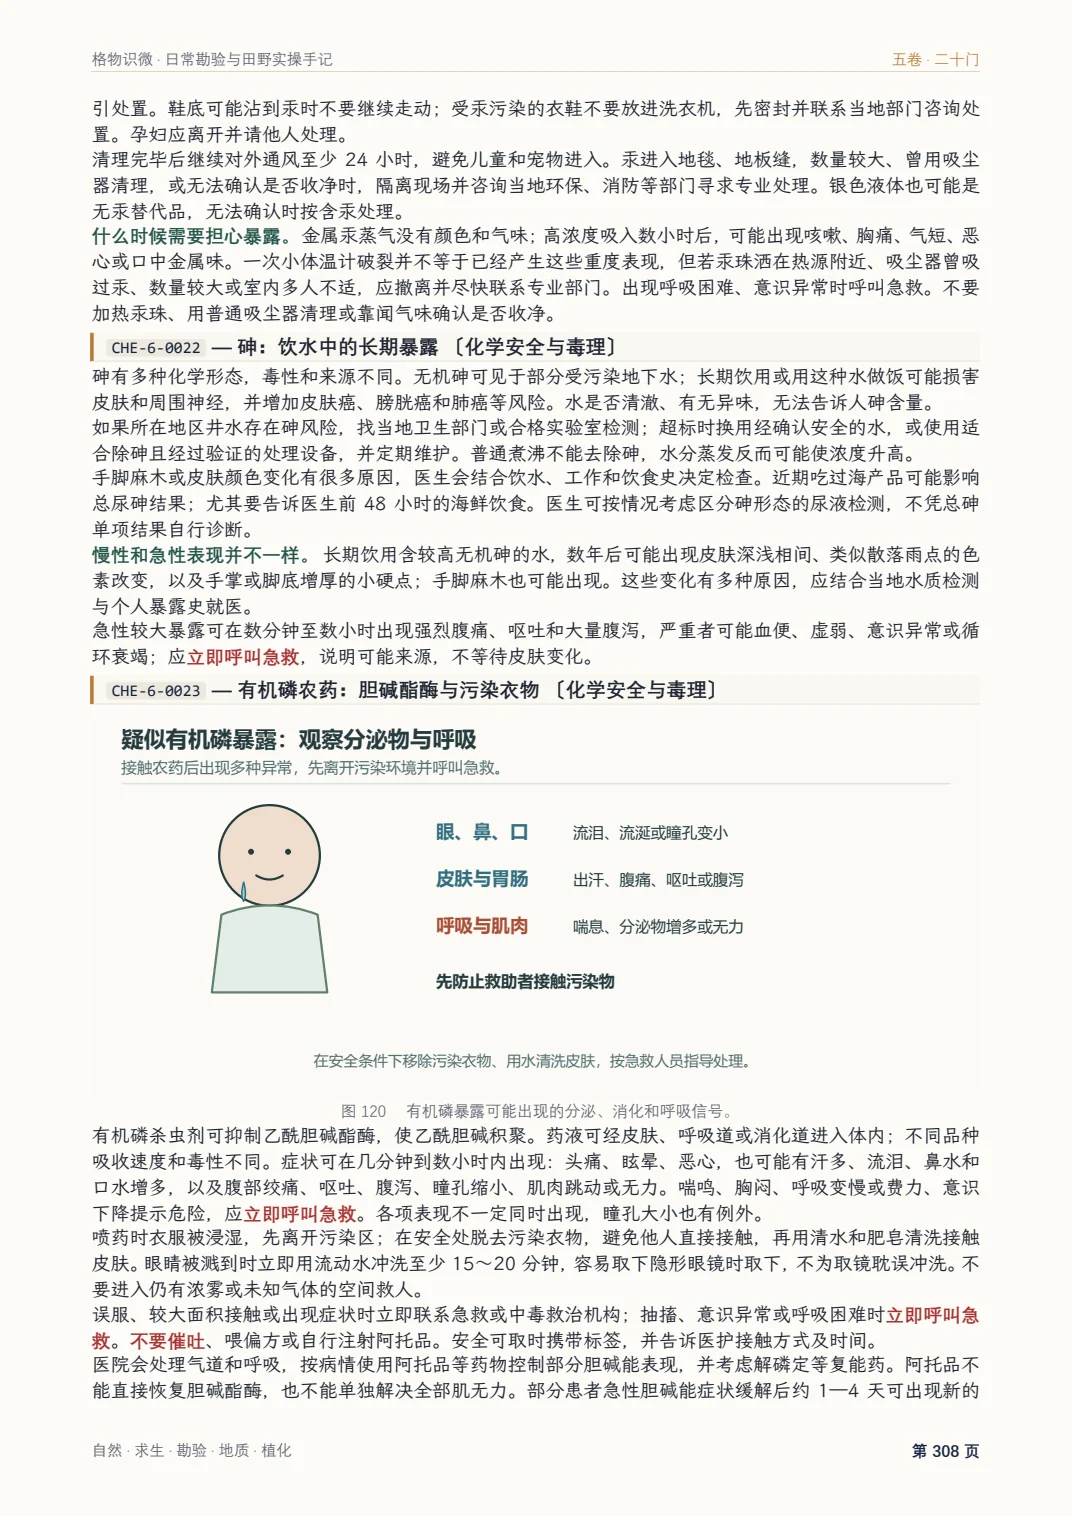 格物识微 · 日常勘验与田野实操手记
五卷 · 二十门
引处置。鞋底可能沾到汞时不要继续走动；受汞污染的衣鞋不要放进洗衣机，先密封并联系当地部门咨询处
置。孕妇应离开并请他人处理。
清理完毕后继续对外通风至少 24 小时，避免儿童和宠物进入。汞进入地毯、地板缝，数量较大、曾用吸尘
器清理，或无法确认是否收净时，隔离现场并咨询当地环保、消防等部门寻求专业处理。银色液体也可能是
无汞替代品，无法确认时按含汞处理。
什么时候需要担心暴露。金属汞蒸气没有颜色和气味；高浓度吸入数小时后，可能出现咳嗽、胸痛、气短、恶
心或口中金属味。一次小体温计破裂并不等于已经产生这些重度表现，但若汞珠洒在热源附近、吸尘器曾吸
过汞、数量较大或室内多人不适，应撤离并尽快联系专业部门。出现呼吸困难、意识异常时呼叫急救。不要
加热汞珠、用普通吸尘器清理或靠闻气味确认是否收净。
CHE-6-0022 — 砷：饮水中的长期暴露 〔化学安全与毒理〕
砷有多种化学形态，毒性和来源不同。无机砷可见于部分受污染地下水；长期饮用或用这种水做饭可能损害
皮肤和周围神经，并增加皮肤癌、膀胱癌和肺癌等风险。水是否清澈、有无异味，无法告诉人砷含量。
如果所在地区井水存在砷风险，找当地卫生部门或合格实验室检测；超标时换用经确认安全的水，或使用适
合除砷且经过验证的处理设备，并定期维护。普通煮沸不能去除砷，水分蒸发反而可能使浓度升高。
手脚麻木或皮肤颜色变化有很多原因，医生会结合饮水、工作和饮食史决定检查。近期吃过海产品可能影响
总尿砷结果；尤其要告诉医生前 48 小时的海鲜饮食。医生可按情况考虑区分砷形态的尿液检测，不凭总砷
单项结果自行诊断。
慢性和急性表现并不一样。 长期饮用含较高无机砷的水，数年后可能出现皮肤深浅相间、类似散落雨点的色
素改变，以及手掌或脚底增厚的小硬点；手脚麻木也可能出现。这些变化有多种原因，应结合当地水质检测
与个人暴露史就医。
急性较大暴露可在数分钟至数小时出现强烈腹痛、呕吐和大量腹泻，严重者可能血便、虚弱、意识异常或循
环衰竭；应立即呼叫急救，说明可能来源，不等待皮肤变化。
CHE-6-0023 — 有机磷农药：胆碱酯酶与污染衣物 〔化学安全与毒理〕
疑似有机磷暴露：观察分泌物与呼吸
接触农药后出现多种异常，先离开污染环境并呼叫急救。
眼、鼻、口 流泪、流涎或瞳孔变小
皮肤与胃肠 出汗、腹痛、呕吐或腹泻
呼吸与肌肉 喘息、分泌物增多或无力
先防止救助者接触污染物
在安全条件下移除污染衣物、用水清洗皮肤，按急救人员指导处理。
图 120 有机磷暴露可能出现的分泌、消化和呼吸信号。
有机磷杀虫剂可抑制乙酰胆碱酯酶，使乙酰胆碱积聚。药液可经皮肤、呼吸道或消化道进入体内；不同品种
吸收速度和毒性不同。症状可在几分钟到数小时内出现：头痛、眩晕、恶心，也可能有汗多、流泪、鼻水和
口水增多，以及腹部绞痛、呕吐、腹泻、瞳孔缩小、肌肉跳动或无力。喘鸣、胸闷、呼吸变慢或费力、意识
下降提示危险，应立即呼叫急救。各项表现不一定同时出现，瞳孔大小也有例外。
喷药时衣服被浸湿，先离开污染区；在安全处脱去污染衣物，避免他人直接接触，再用清水和肥皂清洗接触
皮肤。眼睛被溅到时立即用流动水冲洗至少 15～20 分钟，容易取下隐形眼镜时取下，不为取镜耽误冲洗。不
要进入仍有浓雾或未知气体的空间救人。
误服、较大面积接触或出现症状时立即联系急救或中毒救治机构；抽搐、意识异常或呼吸困难时立即呼叫急
救。不要催吐、喂偏方或自行注射阿托品。安全可取时携带标签，并告诉医护接触方式及时间。
医院会处理气道和呼吸，按病情使用阿托品等药物控制部分胆碱能表现，并考虑解磷定等复能药。阿托品不
能直接恢复胆碱酯酶，也不能单独解决全部肌无力。部分患者急性胆碱能症状缓解后约 1—4 天可出现新的
自然 · 求生 · 勘验 · 地质 · 植化
第 308 页